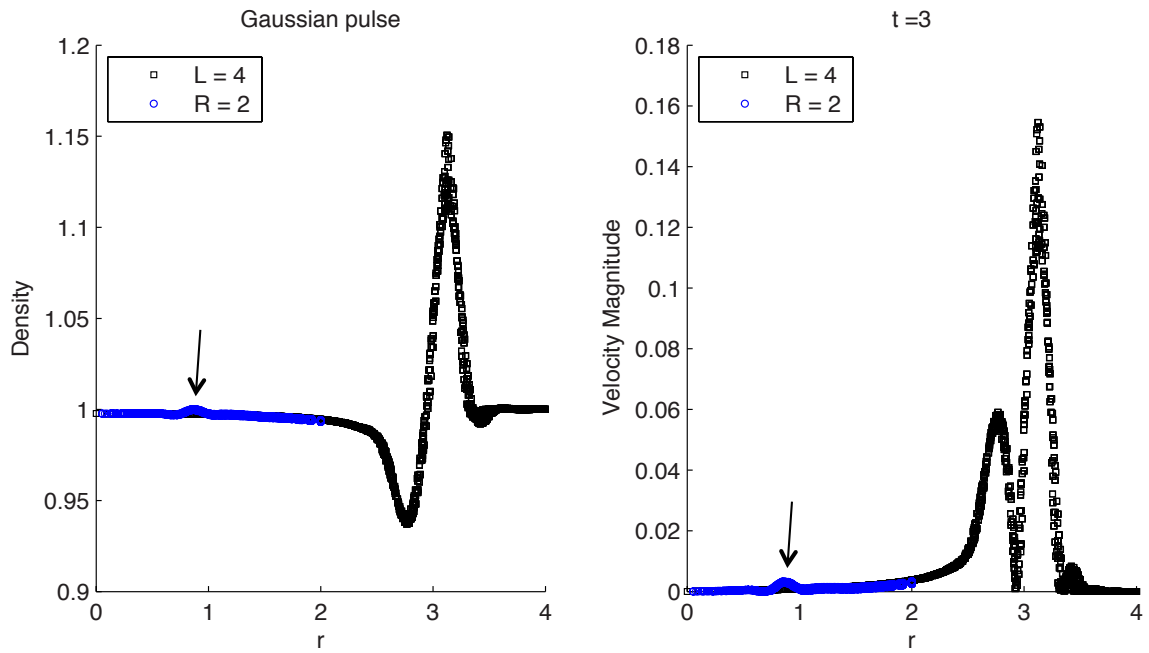 Gaussian pulse
1.2
1.15
1.1
1.05
1
0.95
0.9
Density
L = 4
R = 2
0 1 2 3 4
r
t =3
0.18
0.16
0.14
0.12
0.1
0.08
0.06
0.04
0.02
0
Velocity Magnitude
L = 4
R = 2
0 1 2 3 4
r